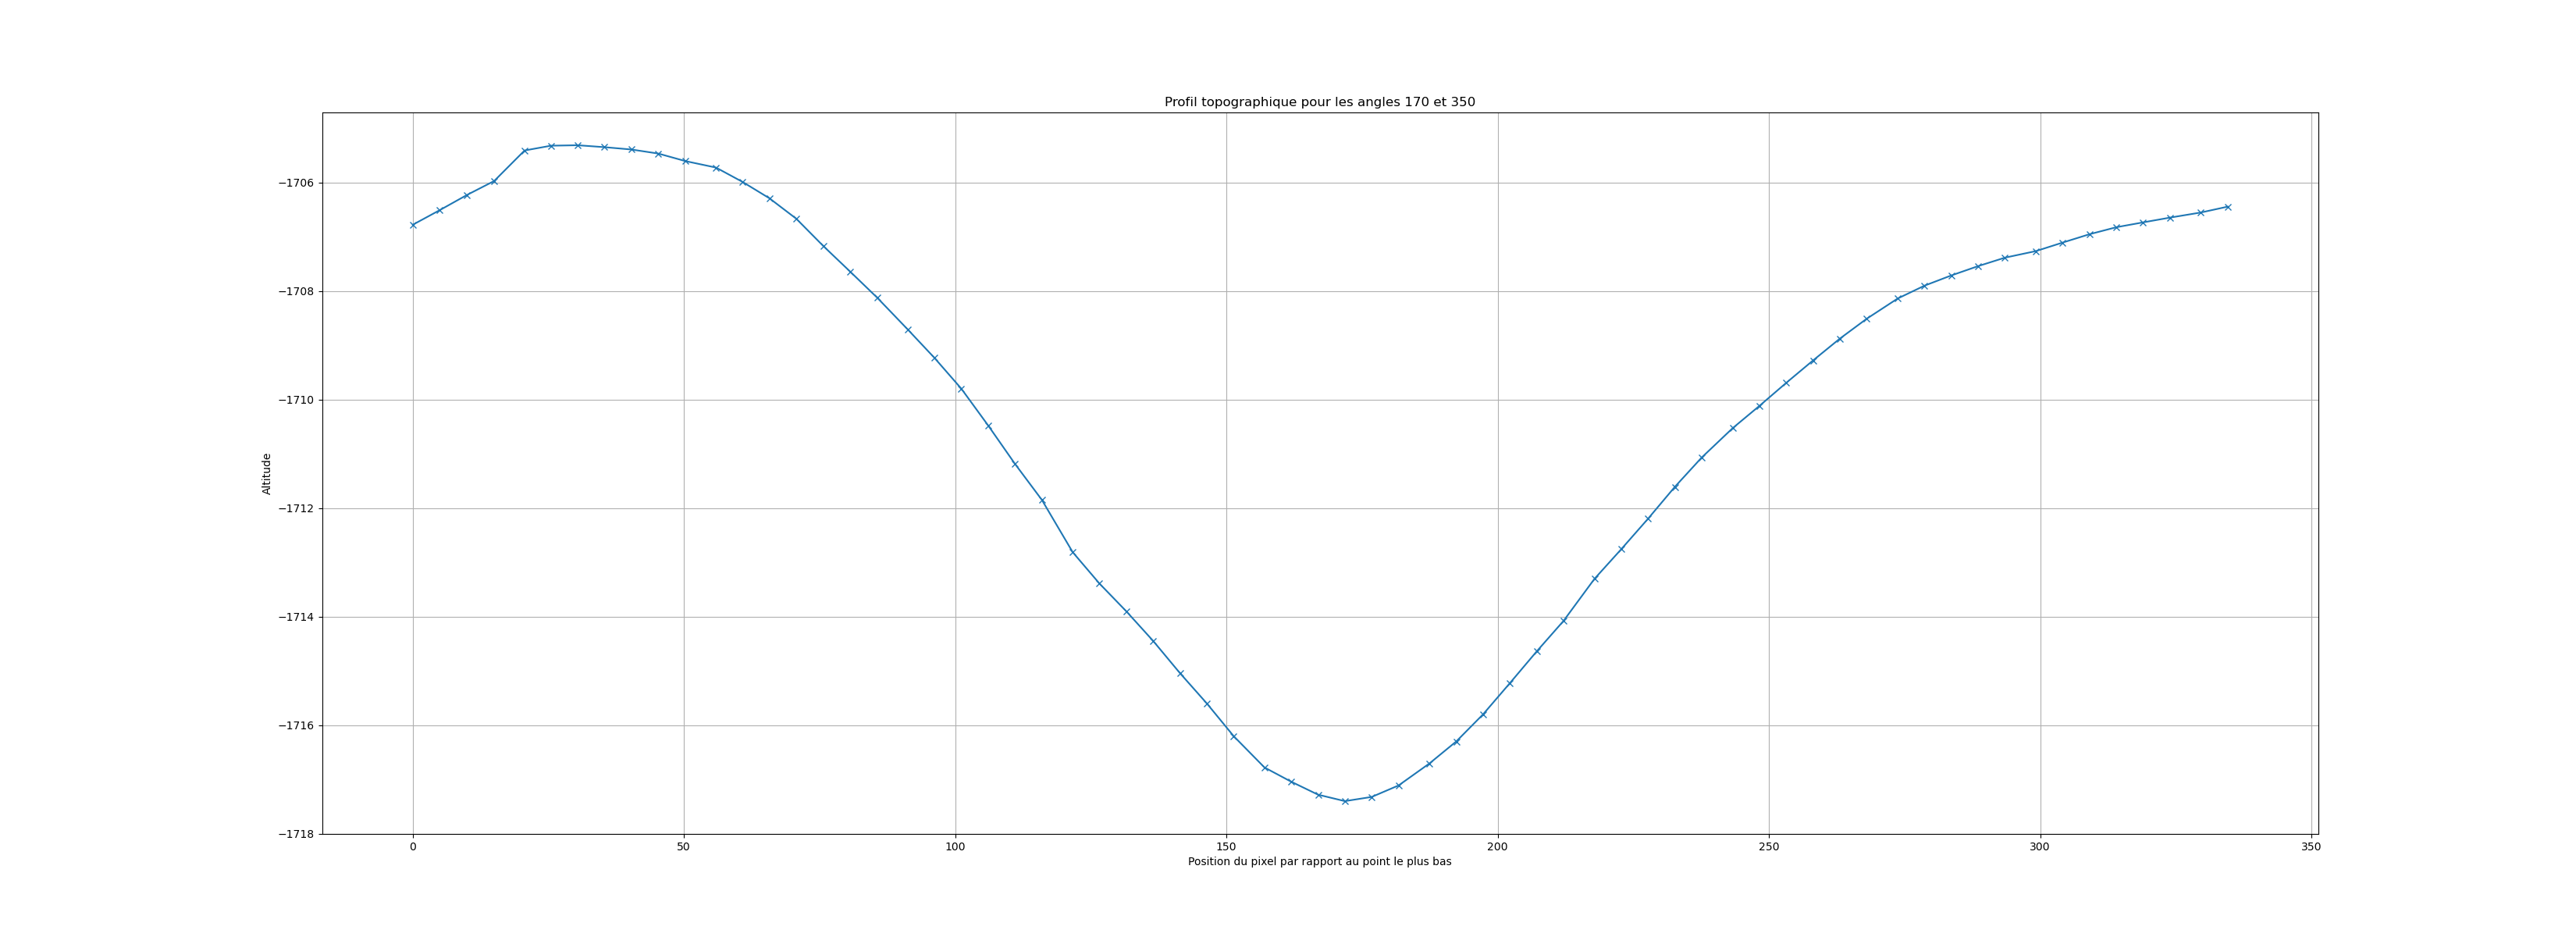 Profil topographique pour les angles 170 et 350
Altitude
−1706
−1708
−1710
−1712
−1714
−1716
−1718
0 50 100 150 200 250 300 350
Position du pixel par rapport au point le plus bas